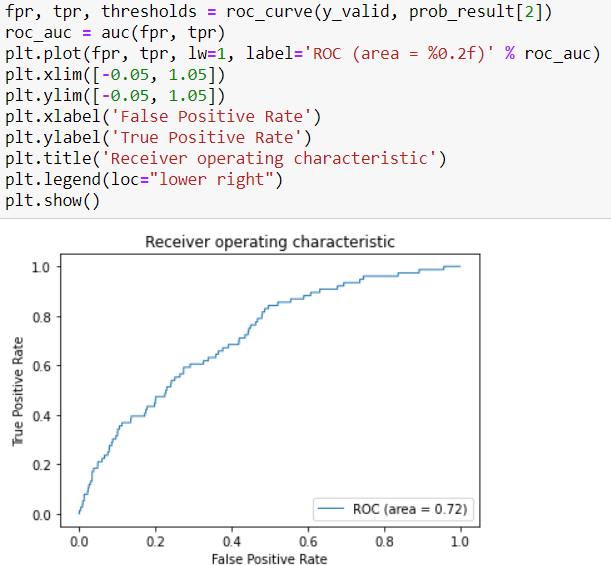 fpr, tpr, thresholds = roc_curve(y_valid, prob_result[2])
roc_auc = auc(fpr, tpr)
plt.plot(fpr, tpr, lw=1, label='ROC (area = %0.2f)' % roc_auc)
plt.xlim([-0.05, 1.05])
plt.ylim([-0.05, 1.05])
plt.xlabel('False Positive Rate')
plt.ylabel('True Positive Rate')
plt.title('Receiver operating characteristic')
plt.legend(loc="lower right")
plt.show()
Receiver operating characteristic
True Positive Rate
1.0
0.8
0.6
0.4
0.2
0.0
ROC (area = 0.72)
0.0 0.2 0.4 0.6 0.8 1.0
False Positive Rate